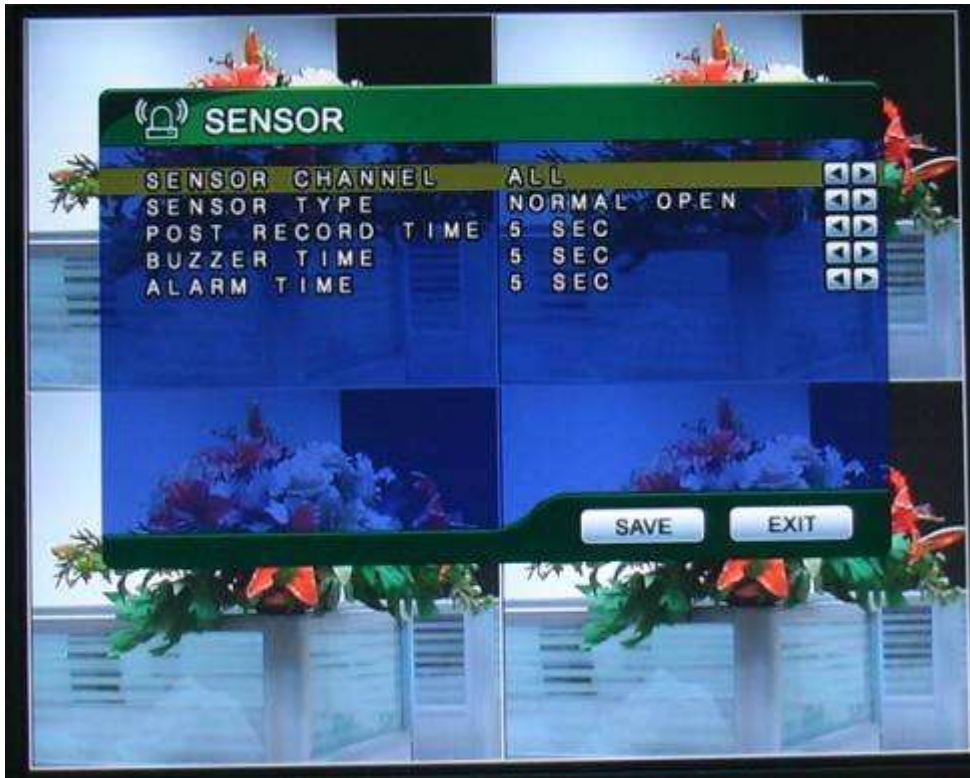 SENSOR
SENSOR CHANNEL ALL
SENSOR TYPE NORMAL OPEN
POST RECORD TIME 5 SEC
BUZZER TIME 5 SEC
ALARM TIME 5 SEC
SAVE EXIT